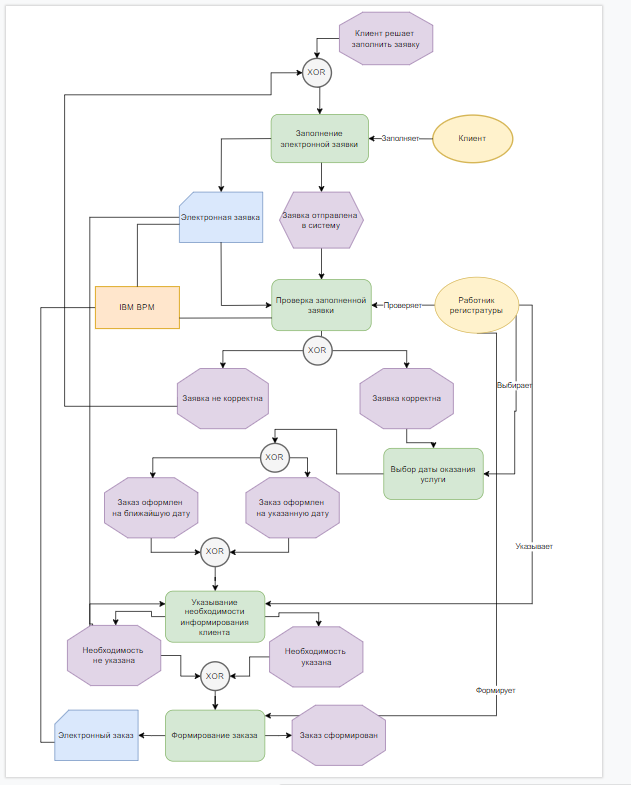 Клиент решает
заполнить заявку
XOR
Заполнение
электронной заявки
Заполняет
Клиент
Электронная заявка
Заявка отправлена
в систему
IBM BPM
Проверка заполненной
заявки
Проверяет
Работник
регистратуры
XOR
Выбирает
Заявка не корректна
Заявка корректна
XOR
Выбор даты оказания
услуги
Заказ оформлен
на ближайшую дату
Заказ оформлен
на указанную дату
XOR
Указывает
Указывание
необходимости
информирования
клиента
Необходимость
не указана
Необходимость
указана
XOR
Формирует
Электронный заказ
Формирование заказа
Заказ сформирован